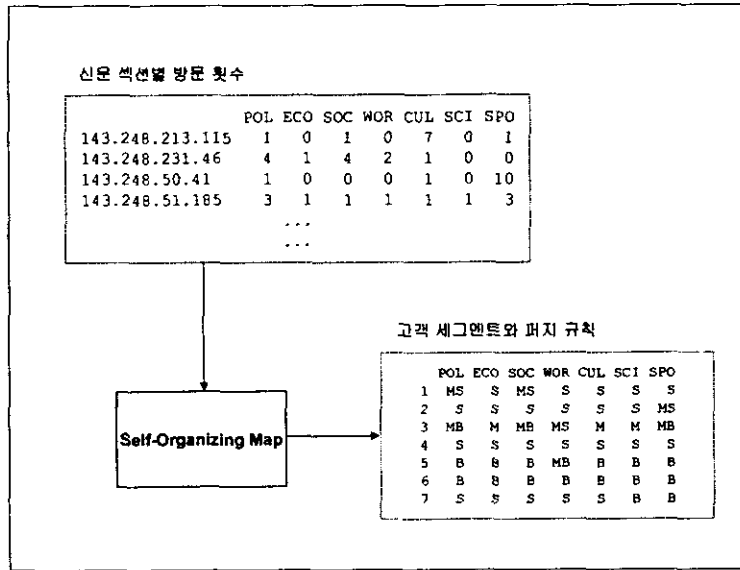 신문 섹션별 방문 횟수
POL ECO SOC WOR CUL SCI SPO
143.248.213.115 1 0 1 0 7 0 1
143.248.231.46 4 1 4 2 1 0 0
143.248.50.41 1 0 0 0 1 0 10
143.248.51.185 3 1 1 1 1 1 3
...
...
고객 세그멘트와 퍼지 규칙
POL ECO SOC WOR CUL SCI SPO
1 MS S MS S S S S
2 S S S S S S MS
3 MB M MB MS M M MB
4 S S S S S S S
5 B B B MB B B B
6 B B B B B B B
7 S S S S S B B
Self-Organizing Map